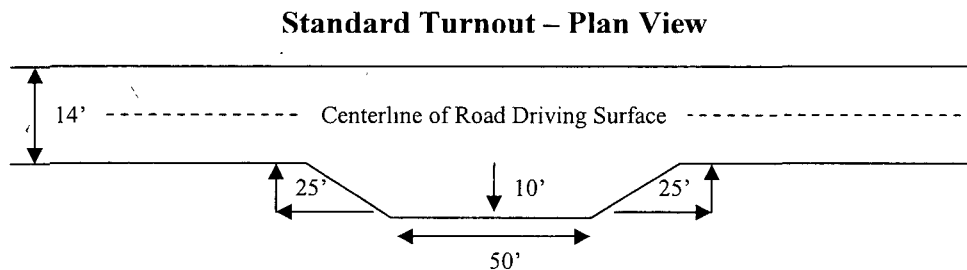 Standard Turnout – Plan View
14'
Centerline of Road Driving Surface
25'
10'
25'
50'